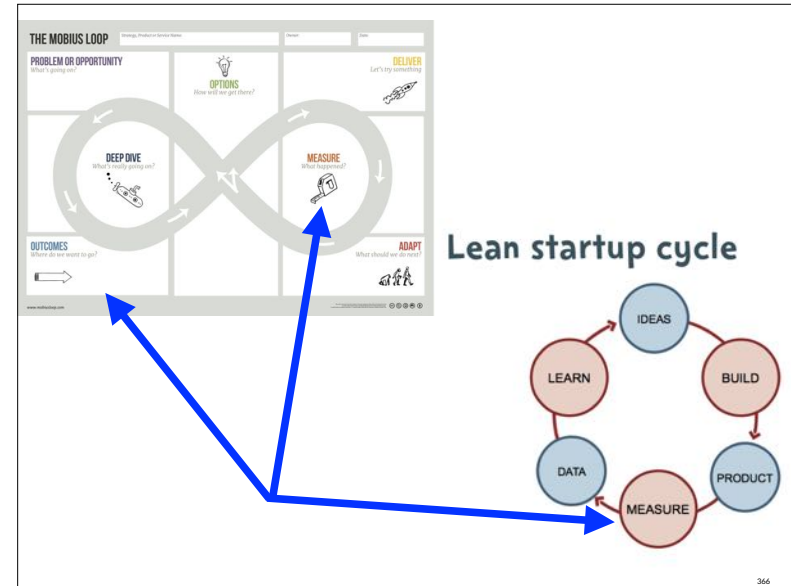 THE MOBIUS LOOP
Strategy, Product or Service Name:
Owner:
Date:
PROBLEM OR OPPORTUNITY
What's going on?
OPTIONS
How will we get there?
DELIVER
Let's try something
DEEP DIVE
What's really going on?
MEASURE
What happened?
OUTCOMES
Where do we want to go?
ADAPT
What should we do next?
Lean startup cycle
IDEAS
LEARN
BUILD
DATA
PRODUCT
MEASURE
366